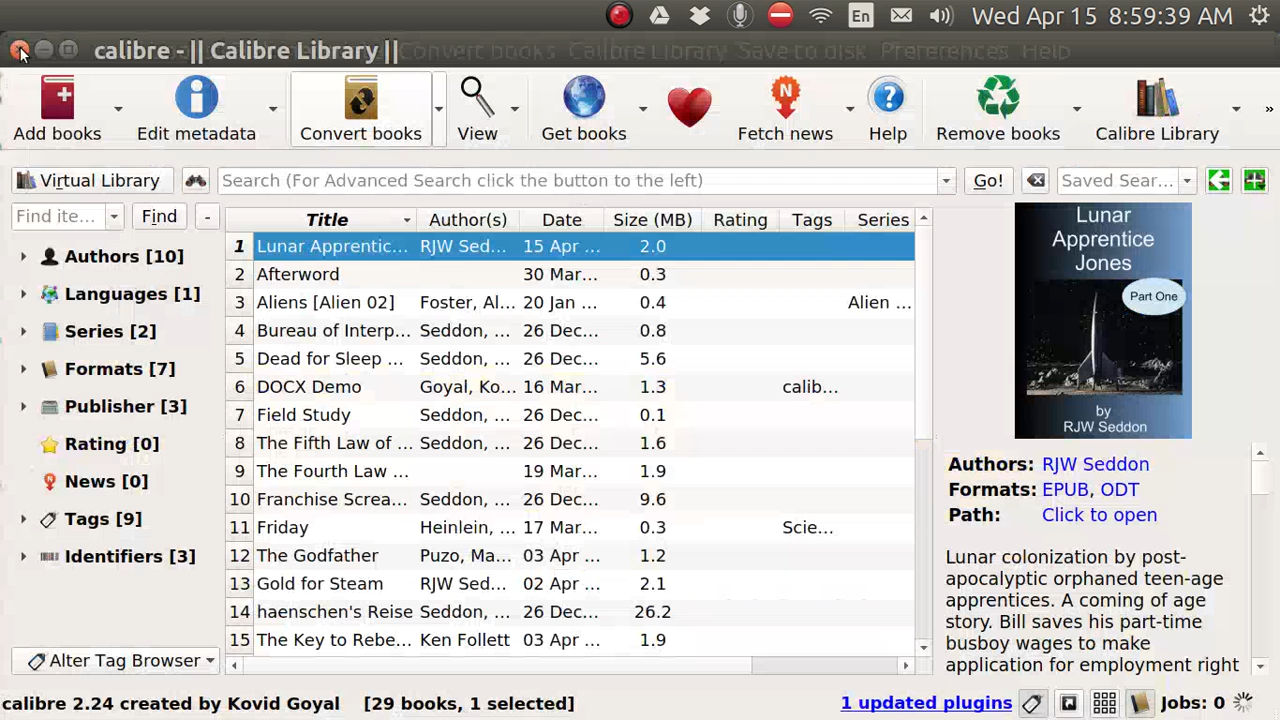 En Wed Apr 15 8:59:39 AM
calibre - || Calibre Library || Convert books Calibre Library Save to disk Preferences Help
Add books Edit metadata Convert books View Get books Fetch news Help Remove books Calibre Library »
Virtual Library Search (For Advanced Search click the button to the left) Go! Saved Sear...
Find ite... Find - Title Author(s) Date Size (MB) Rating Tags Series
1 Lunar Apprentic... RJW Sed... 15 Apr ... 2.0
2 Afterword 30 Mar... 0.3
3 Aliens [Alien 02] Foster, Al... 20 Jan ... 0.4 Alien ...
4 Bureau of Interp... Seddon, ... 26 Dec... 0.8
5 Dead for Sleep ... Seddon, ... 26 Dec... 5.6
6 DOCX Demo Goyal, Ko... 16 Mar... 1.3 calib...
7 Field Study Seddon, ... 26 Dec... 0.1
8 The Fifth Law of ... Seddon, ... 26 Dec... 1.6
9 The Fourth Law ... 19 Mar... 1.9
10 Franchise Screa... Seddon, ... 26 Dec... 9.6
11 Friday Heinlein, ... 17 Mar... 0.3 Scie...
12 The Godfather Puzo, Ma... 03 Apr ... 1.2
13 Gold for Steam RJW Sed... 02 Apr ... 2.1
14 haenschen's Reise Seddon, ... 26 Dec... 26.2
15 The Key to Rebe... Ken Follett 03 Apr ... 1.9
Authors [10]
Languages [1]
Series [2]
Formats [7]
Publisher [3]
Rating [0]
News [0]
Tags [9]
Identifiers [3]
Alter Tag Browser
Lunar
Apprentice
Jones
Part One
by
RJW Seddon
Authors: RJW Seddon
Formats: EPUB, ODT
Path: Click to open
Lunar colonization by post-
apocalyptic orphaned teen-age
apprentices. A coming of age
story. Bill saves his part-time
busboy wages to make
application for employment right
calibre 2.24 created by Kovid Goyal [29 books, 1 selected] 1 updated plugins Jobs: 0